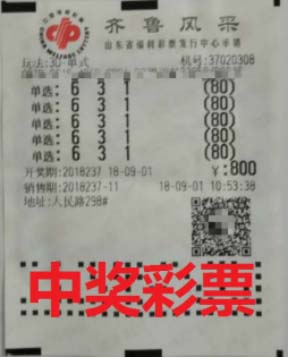 齐鲁风采
山东省福利彩票发行中心承销
玩法:3D-单式 机号:37020308
单选: 6 3 1 (80)
单选: 6 3 1 (80)
单选: 6 3 1 (80)
单选: 6 3 1 (80)
单选: 6 3 1 (80)
开奖期:2018237 18-09-01 ¥:800
销售期:2018237-11 18-09-01 10:53:38
地址:人民路298#
中奖彩票